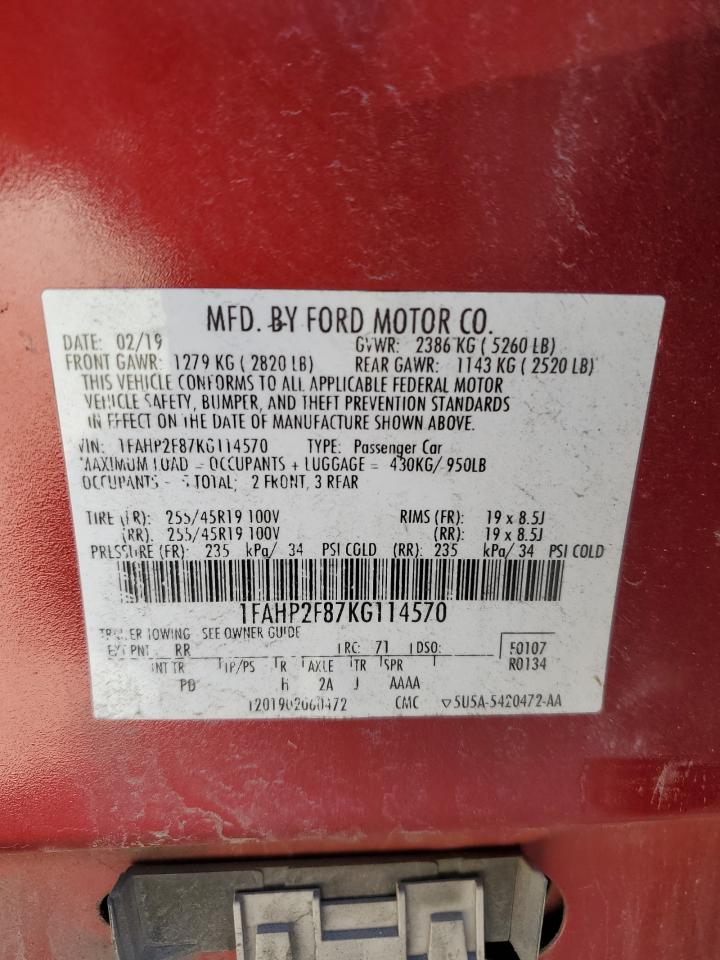 MFD. BY FORD MOTOR CO.
DATE: 02/19 GVWR: 2386 KG ( 5260 LB)
FRONT GAWR: 1279 KG ( 2820 LB) REAR GAWR: 1143 KG ( 2520 LB)
THIS VEHICLE CONFORMS TO ALL APPLICABLE FEDERAL MOTOR
VEHICLE SAFETY, BUMPER, AND THEFT PREVENTION STANDARDS
IN EFFECT ON THE DATE OF MANUFACTURE SHOWN ABOVE.
VIN: 1FAHP2F87KG114570 TYPE: Passenger Car
MAXIMUM LOAD = OCCUPANTS + LUGGAGE = 430KG/ 950LB
OCCUPANTS = 5 TOTAL; 2 FRONT, 3 REAR
TIRE (FR): 255/45R19 100V RIMS (FR): 19 x 8.5J
(RR): 255/45R19 100V (RR): 19 x 8.5J
PRESSURE (FR): 235 kPa/ 34 PSI COLD (RR): 235 kPa/ 34 PSI COLD
1FAHP2F87KG114570
TRAILER TOWING - SEE OWNER GUIDE
EXT PNT: RR RC: 71 DSO: F0107
INT TR TP/PS R AXLE TR SPR R0134
H 2A J AAAA
CMC ▽5U5A-5420472-AA